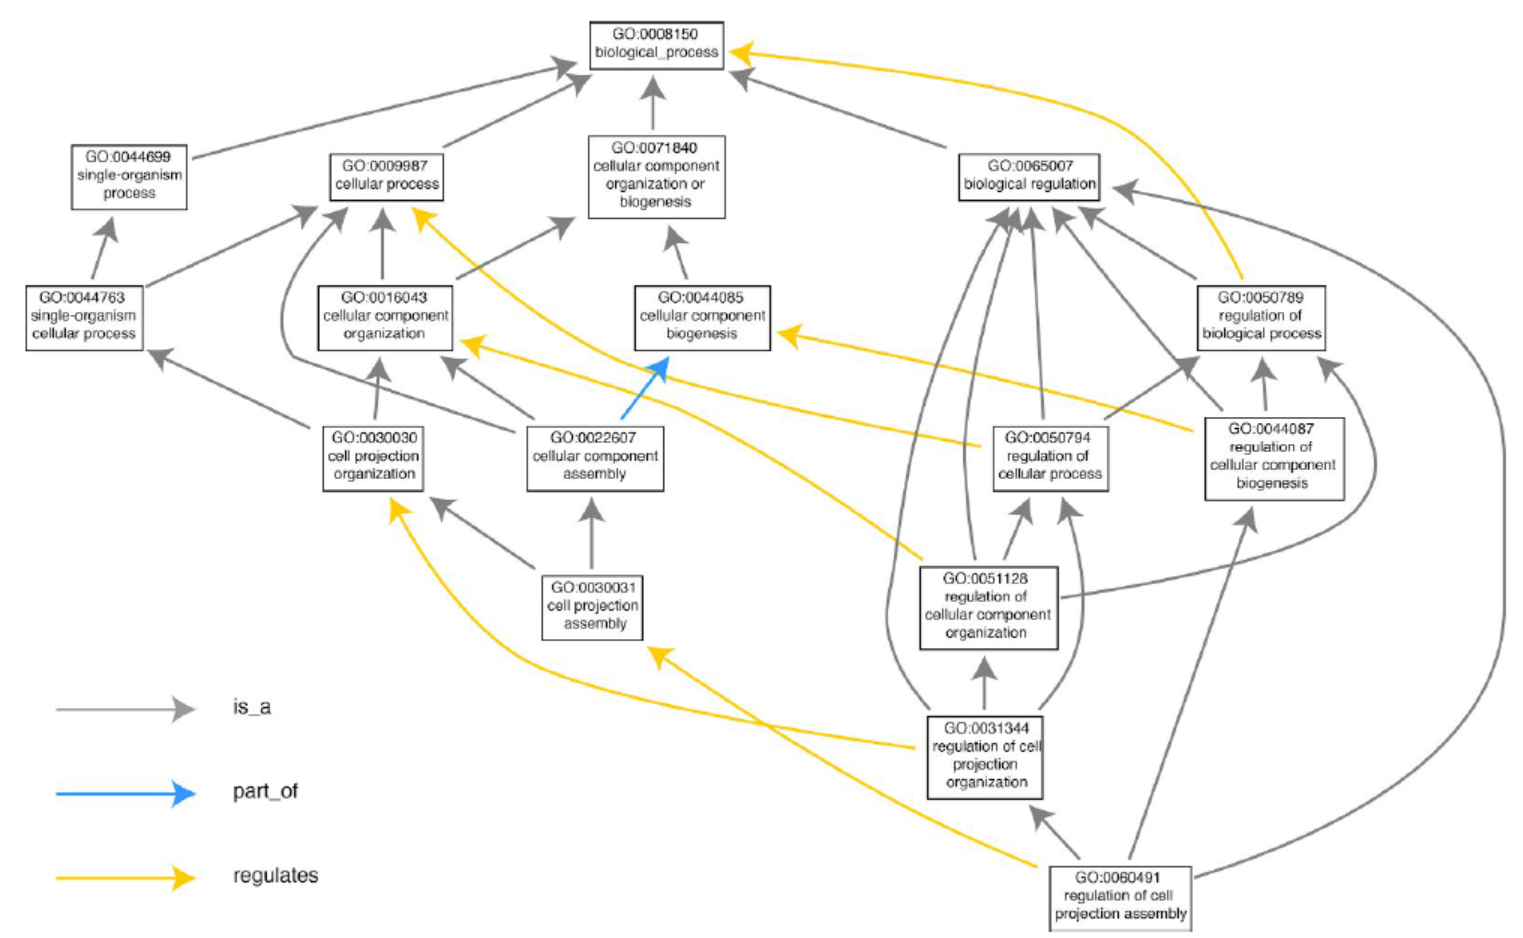 GO:0008150
biological_process
GO:0044699
single-organism
process
GO:0009987
cellular process
GO:0071840
cellular component
organization or
biogenesis
GO:0065007
biological regulation
GO:0044763
single-organism
cellular process
GO:0016043
cellular component
organization
GO:0044085
cellular component
biogenesis
GO:0050789
regulation of
biological process
GO:0030030
cell projection
organization
GO:0022607
cellular component
assembly
GO:0050794
regulation of
cellular process
GO:0044087
regulation of
cellular component
biogenesis
GO:0030031
cell projection
assembly
GO:0051128
regulation of
cellular component
organization
GO:0031344
regulation of cell
projection
organization
GO:0060491
regulation of cell
projection assembly
is_a
part_of
regulates